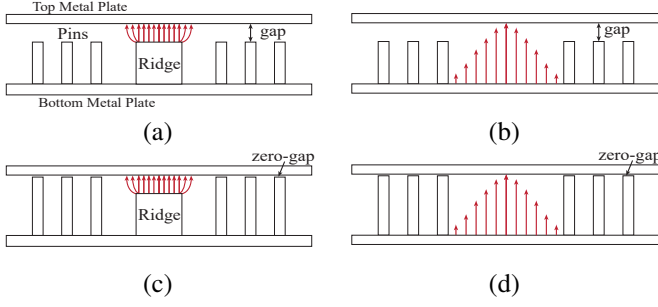 Top Metal Plate
Pins
gap
Ridge
Bottom Metal Plate
(a)
gap
(b)
zero-gap
Ridge
(c)
zero-gap
(d)